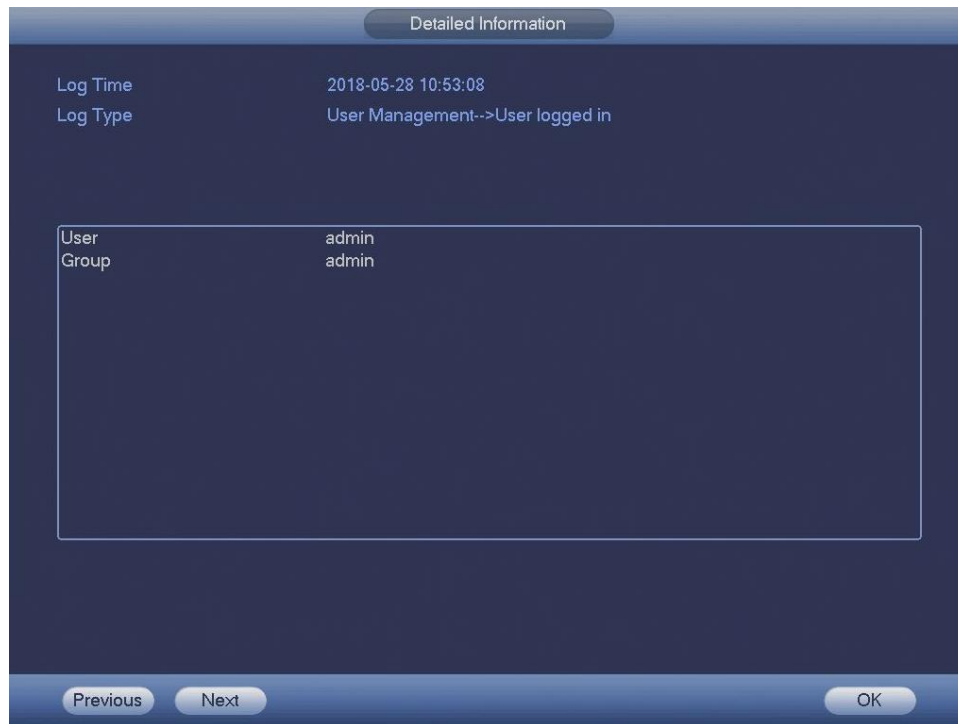 Detailed Information
Log Time 2018-05-28 10:53:08
Log Type User Management-->User logged in
User admin
Group admin
Previous Next OK